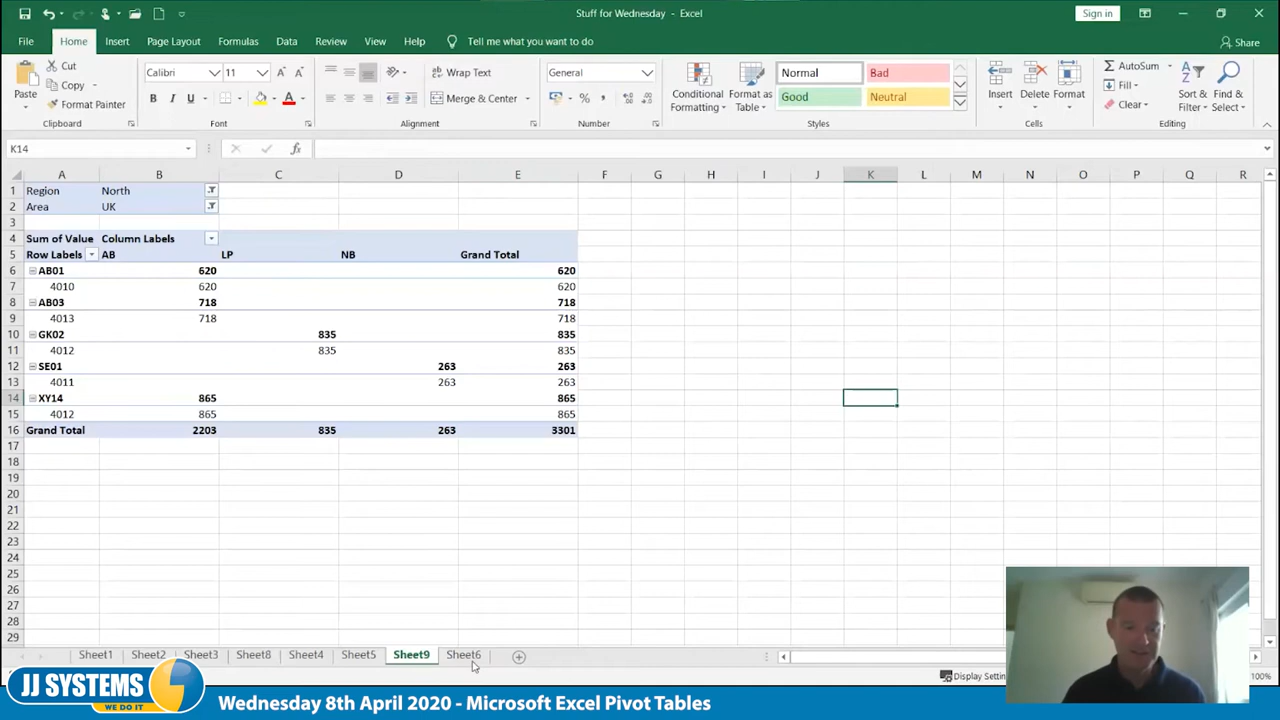 Stuff for Wednesday - Excel
Sign in
File Home Insert Page Layout Formulas Data Review View Help Tell me what you want to do Share
Paste Cut Copy Format Painter
Calibri 11
B I U A
Wrap Text
Merge & Center
General
%
Conditional Formatting
Format as Table
Normal Bad
Good Neutral
Insert Delete Format
AutoSum
Fill
Clear
Sort & Filter
Find & Select
Clipboard Font Alignment Number Styles Cells Editing
K14 fx
A B C D E F G H I J K L M N O P Q R
1 Region North
2 Area UK
3
4 Sum of Value Column Labels
5 Row Labels AB LP NB Grand Total
6 AB01 620 620
7 4010 620 620
8 AB03 718 718
9 4013 718 718
10 GK02 835 835
11 4012 835 835
12 SE01 263 263
13 4011 263 263
14 XY14 865 865
15 4012 865 865
16 Grand Total 2203 835 263 3301
17
18
19
20
21
22
23
24
25
26
27
28
29
Sheet1 Sheet2 Sheet3 Sheet8 Sheet4 Sheet5 Sheet9 Sheet6
100%
JJ SYSTEMS
WE DO IT
Wednesday 8th April 2020 - Microsoft Excel Pivot Tables